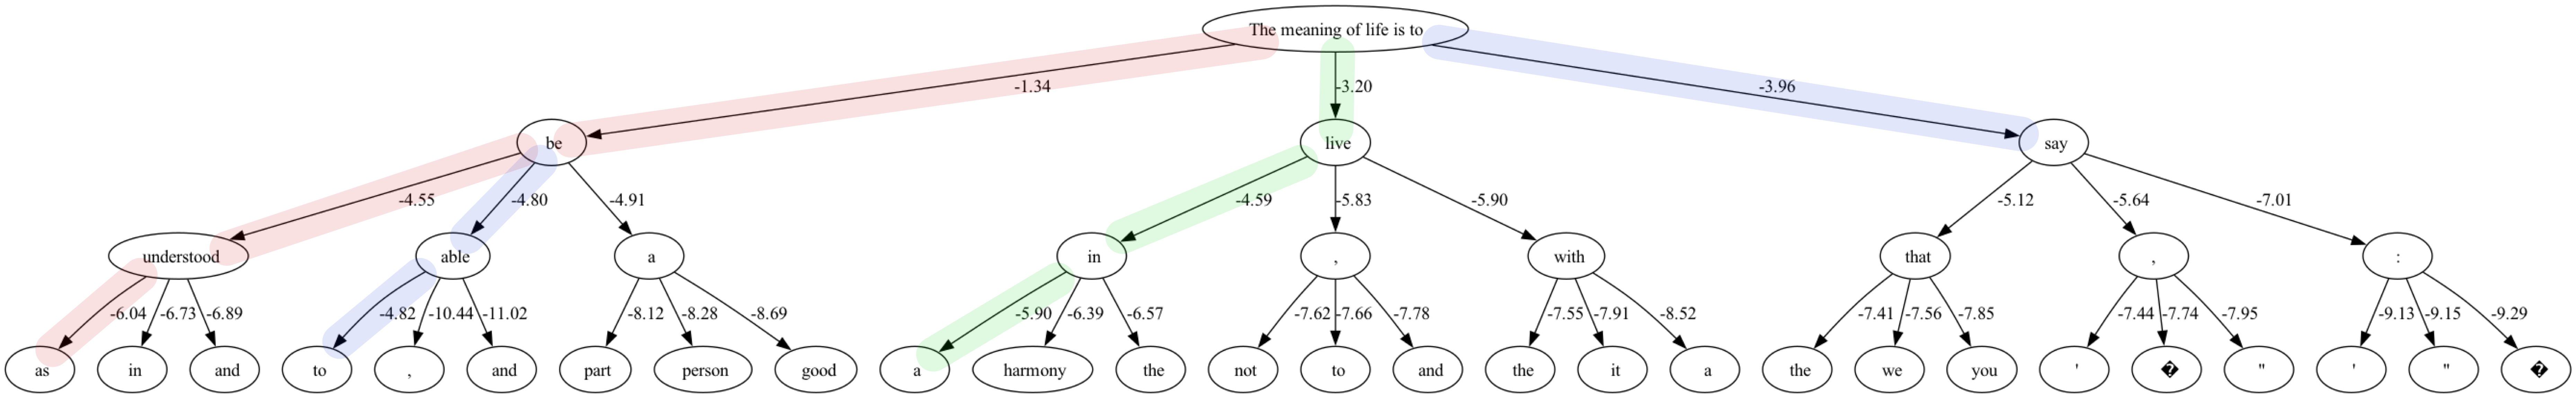 The meaning of life is to
-1.34 -3.20 -3.96
be live say
-4.55 -4.80 -4.91 -4.59 -5.83 -5.90 -5.12 -5.64 -7.01
understood able a in , with that , :
-6.04 -6.73 -6.89 -4.82 -10.44 -11.02 -8.12 -8.28 -8.69 -5.90 -6.39 -6.57 -7.62 -7.66 -7.78 -7.55 -7.91 -8.52 -7.41 -7.56 -7.85 -7.44 -7.74 -7.95 -9.13 -9.15 -9.29
as in and to , and part person good a harmony the not to and the it a the we you ' � " ' " �